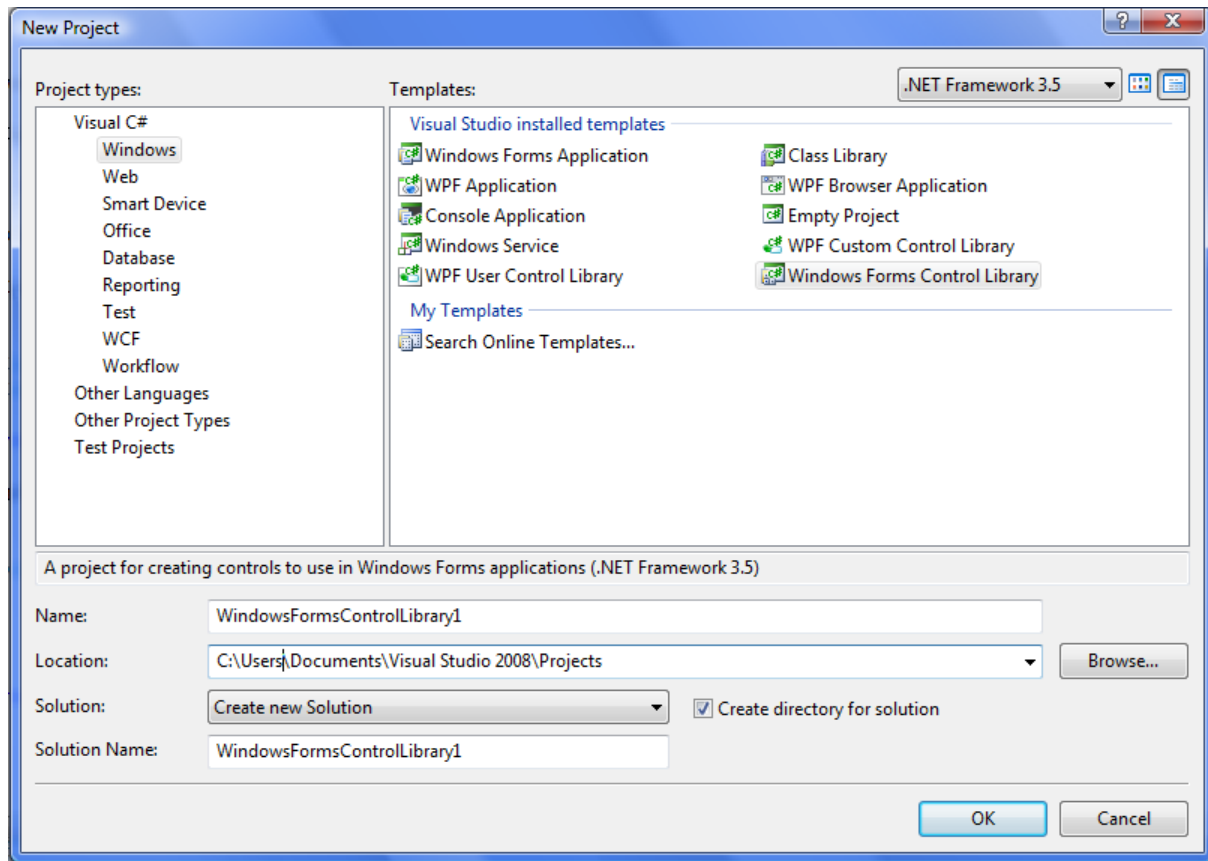 New Project
Project types:
Templates:
.NET Framework 3.5
Visual C#
Windows
Web
Smart Device
Office
Database
Reporting
Test
WCF
Workflow
Other Languages
Other Project Types
Test Projects
Visual Studio installed templates
Windows Forms Application
Class Library
WPF Application
WPF Browser Application
Console Application
Empty Project
Windows Service
WPF Custom Control Library
WPF User Control Library
Windows Forms Control Library
My Templates
Search Online Templates...
A project for creating controls to use in Windows Forms applications (.NET Framework 3.5)
Name:
WindowsFormsControlLibrary1
Location:
C:\Users\Documents\Visual Studio 2008\Projects
Browse...
Solution:
Create new Solution
Create directory for solution
Solution Name:
WindowsFormsControlLibrary1
OK
Cancel